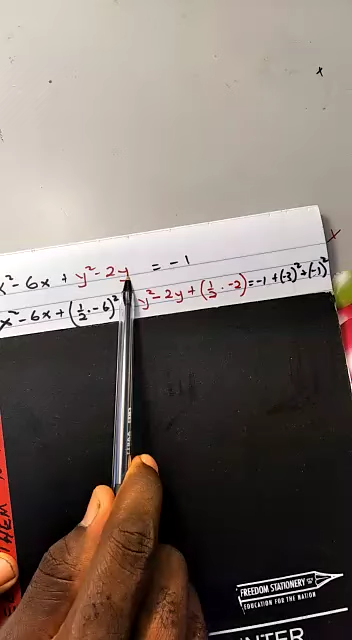 x² - 6x + y² - 2y = -1
x² - 6x + (½ · -6)² y² - 2y + (½ · -2) = -1 + (-3)² + (-1)²
FREEDOM STATIONERY
EDUCATION FOR THE NATION